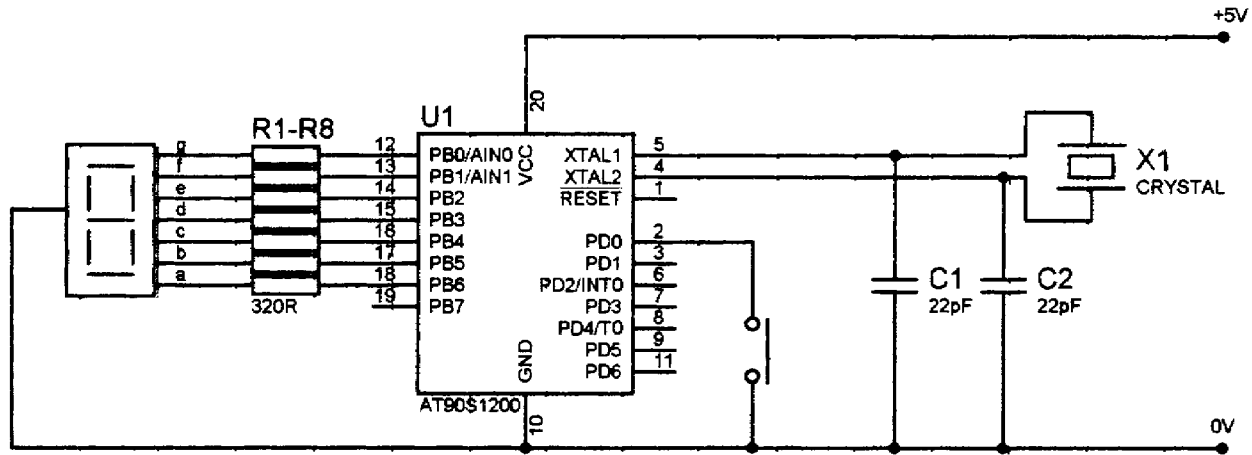 +5V
20
U1
R1-R8
g 12 PB0/AIN0 VCC XTAL1 5
f 13 PB1/AIN1 XTAL2 4
e 14 PB2 RESET 1
d 15 PB3
c 16 PB4 PD0 2
b 17 PB5 PD1 3
a 18 PB6 PD2/INT0 6
320R 19 PB7 PD3 7
PD4/T0 8
PD5 9
GND PD6 11
AT90S1200
10
X1
CRYSTAL
C1
22pF
C2
22pF
0V